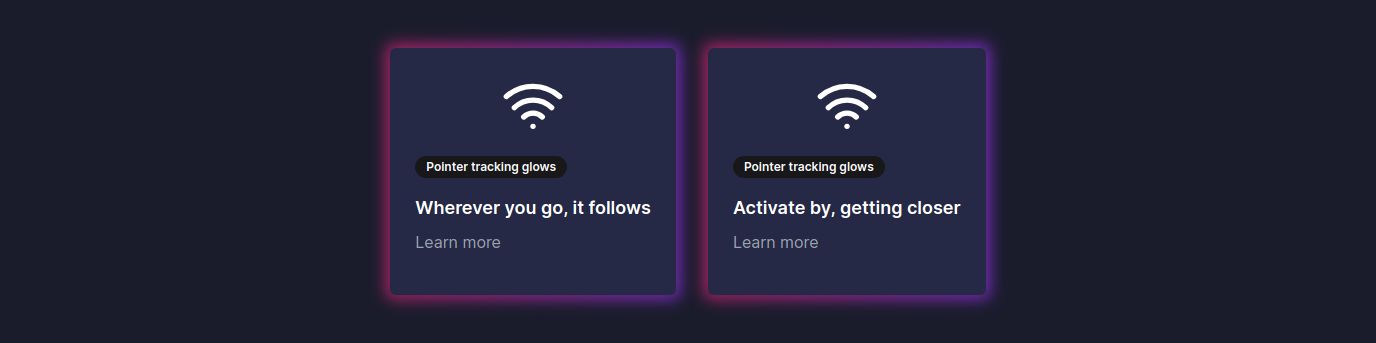 Pointer tracking glows
Wherever you go, it follows
Learn more
Pointer tracking glows
Activate by, getting closer
Learn more